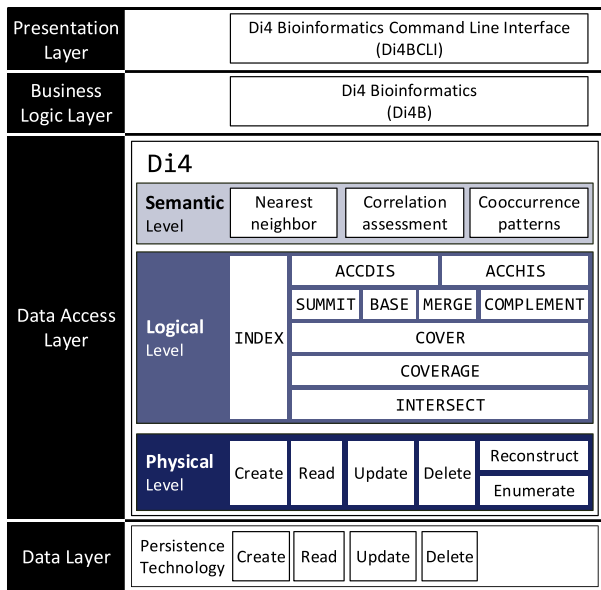 Presentation
Layer
Di4 Bioinformatics Command Line Interface
(Di4BCLI)
Business
Logic Layer
Di4 Bioinformatics
(Di4B)
Data Access
Layer
Di4
Semantic
Level
Nearest
neighbor
Correlation
assessment
Cooccurrence
patterns
Logical
Level
INDEX
ACCDIS
ACCHIS
SUMMIT
BASE
MERGE
COMPLEMENT
COVER
COVERAGE
INTERSECT
Physical
Level
Create
Read
Update
Delete
Reconstruct
Enumerate
Data Layer
Persistence
Technology
Create
Read
Update
Delete